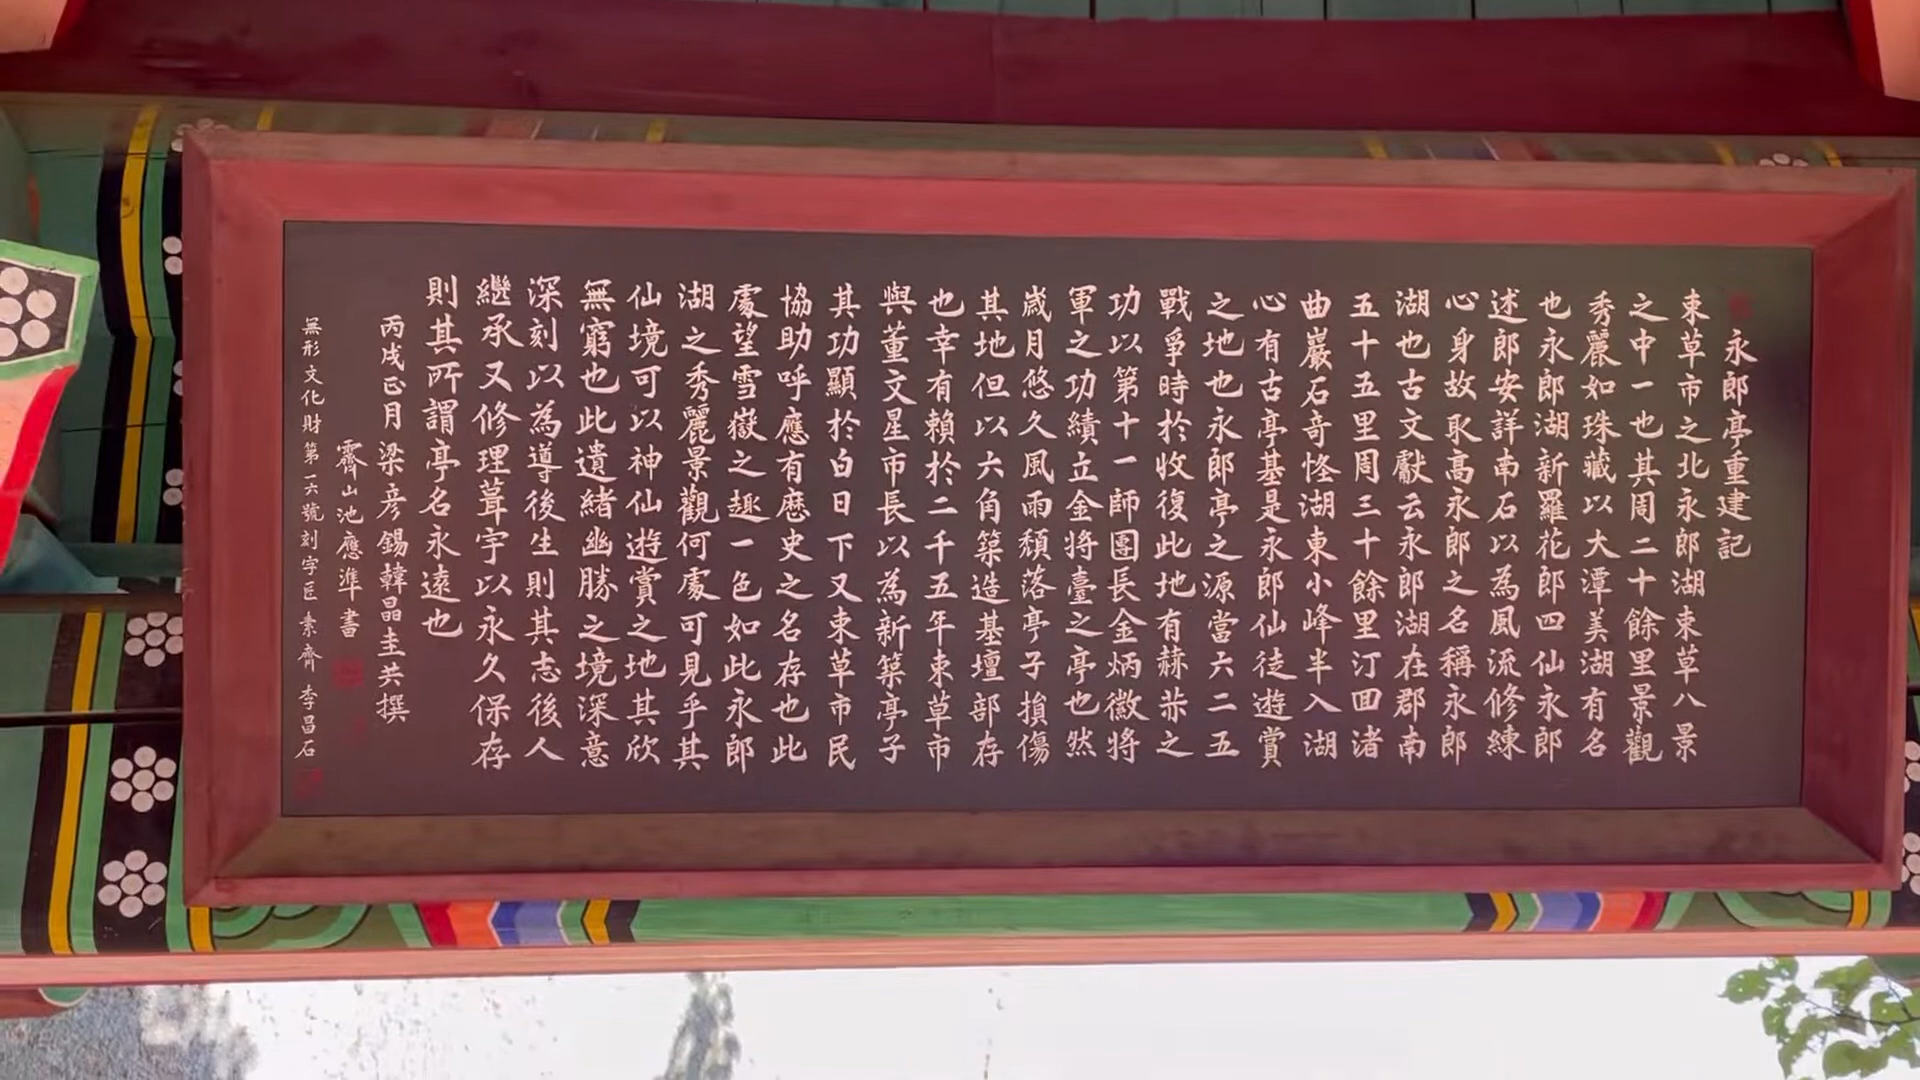 永郎亭重建記
束草市之北永郎湖束草八景
之中一也其周二十餘里景觀
秀麗如珠藏以大潭美湖有名
也永郎湖新羅花郎四仙永郎
述郎安詳南石以為風流修練
心身故取高永郎之名稱永郎
湖也古文獻云永郎湖在郡南
五十五里周三十餘里汀回渚
曲巖石奇怪湖東小峰半入湖
心有古亭基是永郎仙徒遊賞
之地也永郎亭之源當六二五
戰爭時於收復此地有赫赫之
功以第十一師團長金炳徽將
軍之功績立金將臺之亭也然
歲月悠久風雨頹落亭子損傷
其地但以六角築造基壇部存
也幸有賴於二千五年束草市
與董文星市長以為新築亭子
其功顯於白日下又束草市民
協助呼應有歷史之名存也此
處望雪嶽之趣一色如此永郎
湖之秀麗景觀何處可見乎其
仙境可以神仙遊賞之地其欣
無窮也此遺緒幽勝之境深意
深刻以為導後生則其志後人
繼承又修理葺宇以永久保存
則其所謂亭名永遠也
丙戌正月 梁彦錫韓晶圭共撰
霽山池應準書
無形文化財第一六號刻字匠 素齊 李昌石